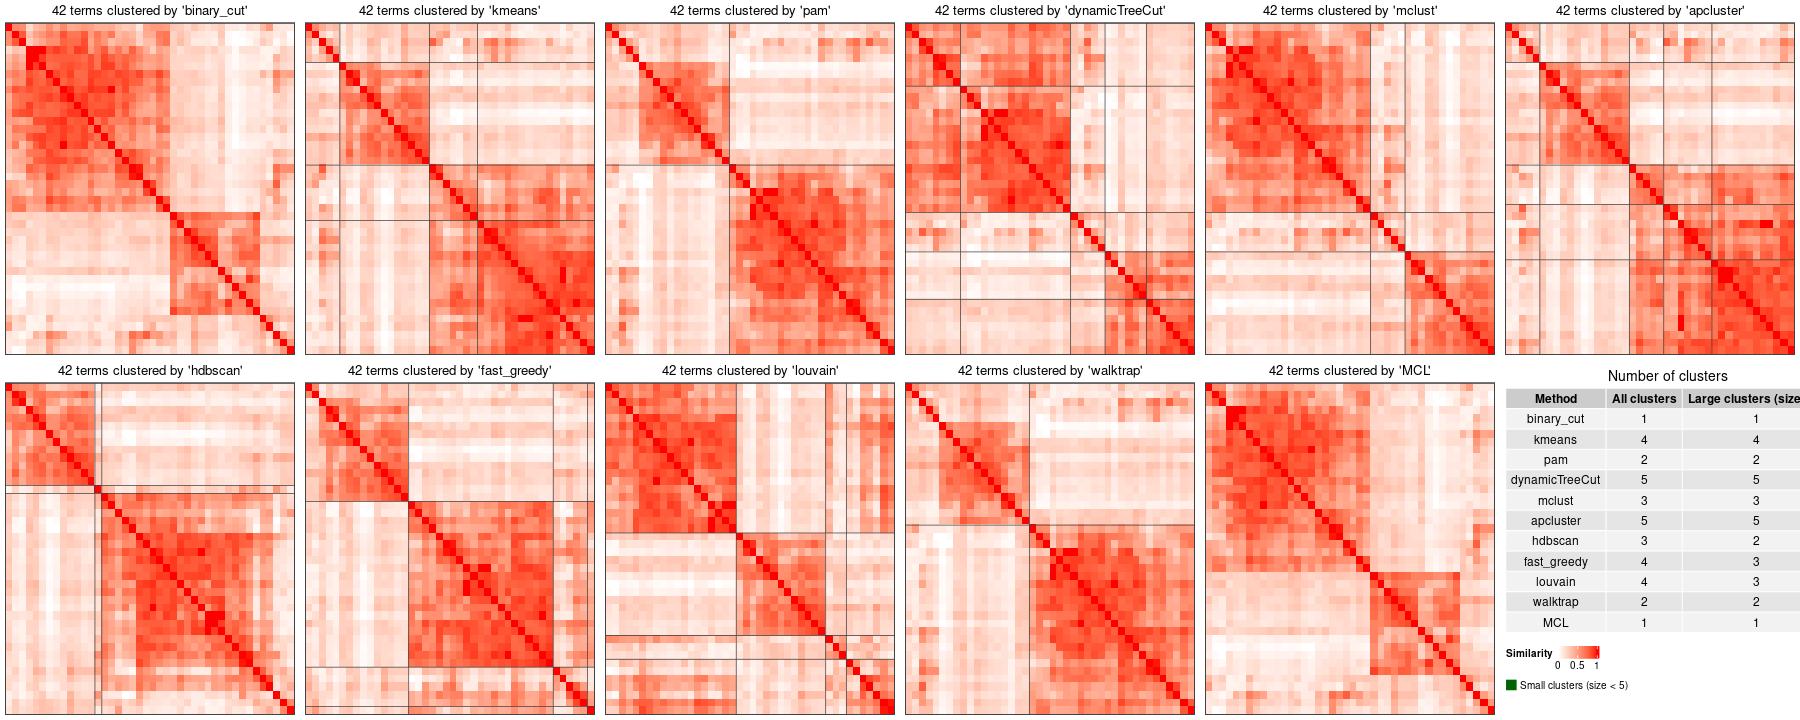 42 terms clustered by 'binary_cut'
42 terms clustered by 'kmeans'
42 terms clustered by 'pam'
42 terms clustered by 'dynamicTreeCut'
42 terms clustered by 'mclust'
42 terms clustered by 'apcluster'
42 terms clustered by 'hdbscan'
42 terms clustered by 'fast_greedy'
42 terms clustered by 'louvain'
42 terms clustered by 'walktrap'
42 terms clustered by 'MCL'
Number of clusters
Method All clusters Large clusters (size
binary_cut 1 1
kmeans 4 4
pam 2 2
dynamicTreeCut 5 5
mclust 3 3
apcluster 5 5
hdbscan 3 2
fast_greedy 4 3
louvain 4 3
walktrap 2 2
MCL 1 1
Similarity
0 0.5 1
Small clusters (size < 5)